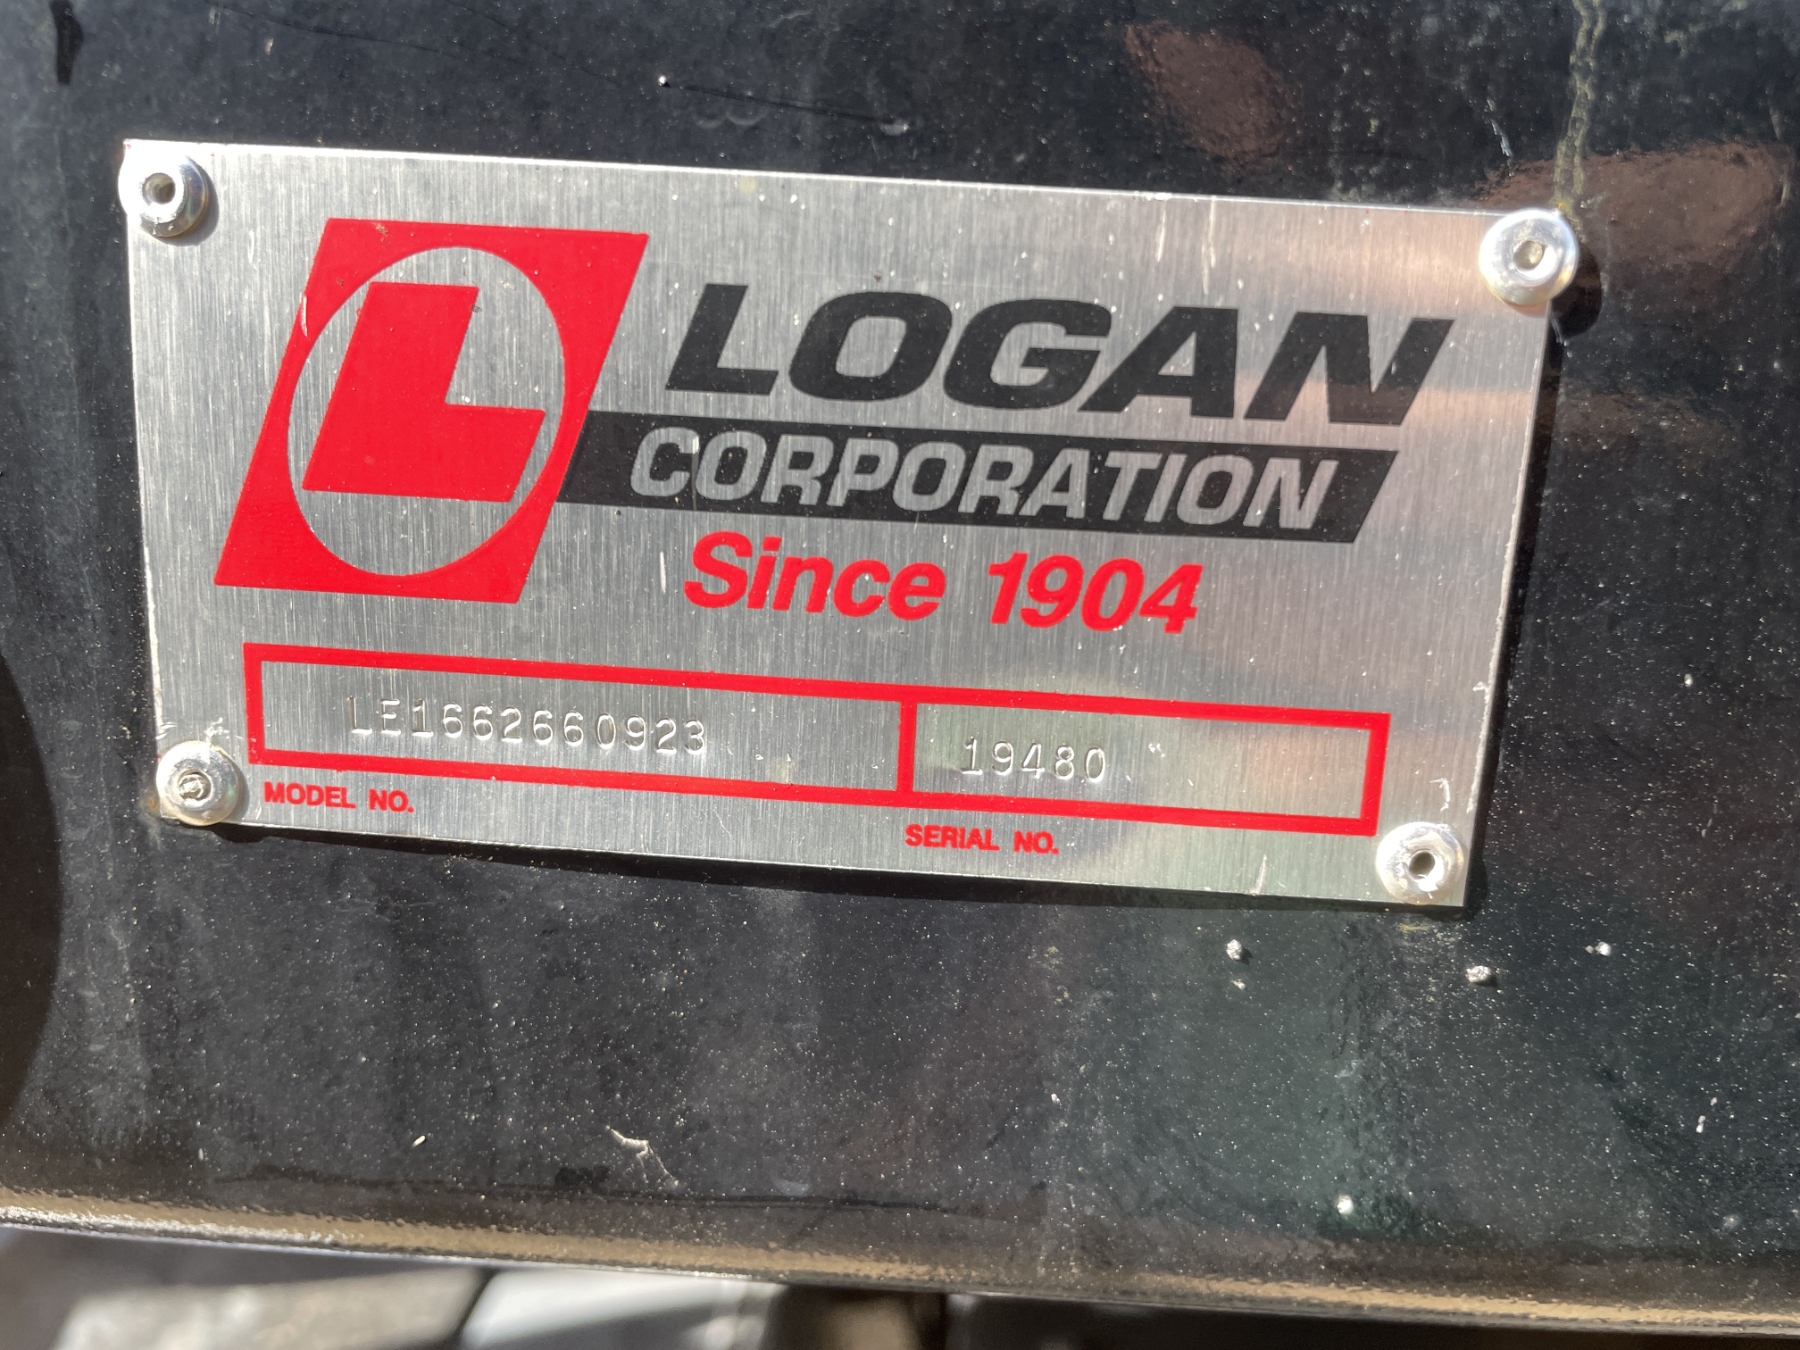 L
LOGAN
CORPORATION
Since 1904
LE1662660923
19480
MODEL NO.
SERIAL NO.